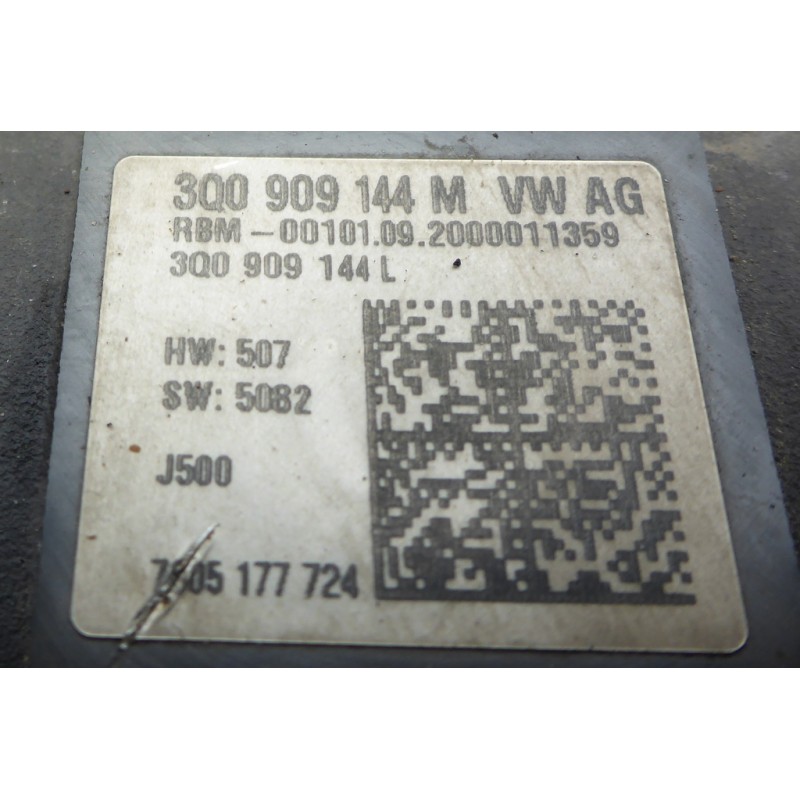 3Q0 909 144 M VW AG
RBM-00101.09.2000011359
3Q0 909 144 L
HW: 507
SW: 5082
J500
177 724